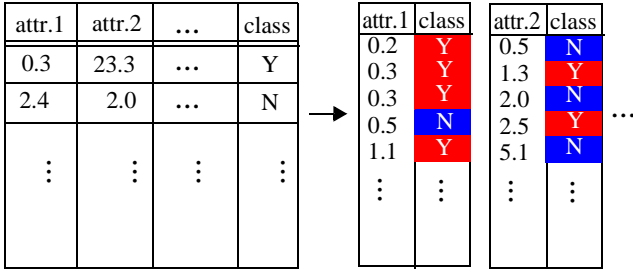 attr.1 attr.2 ... class
0.3 23.3 ... Y
2.4 2.0 ... N
⋮ ⋮ ⋮ ⋮
attr.1 class
0.2 Y
0.3 Y
0.3 Y
0.5 N
1.1 Y
⋮ ⋮
attr.2 class
0.5 N
1.3 Y
2.0 N
2.5 Y
5.1 N
⋮ ⋮
...